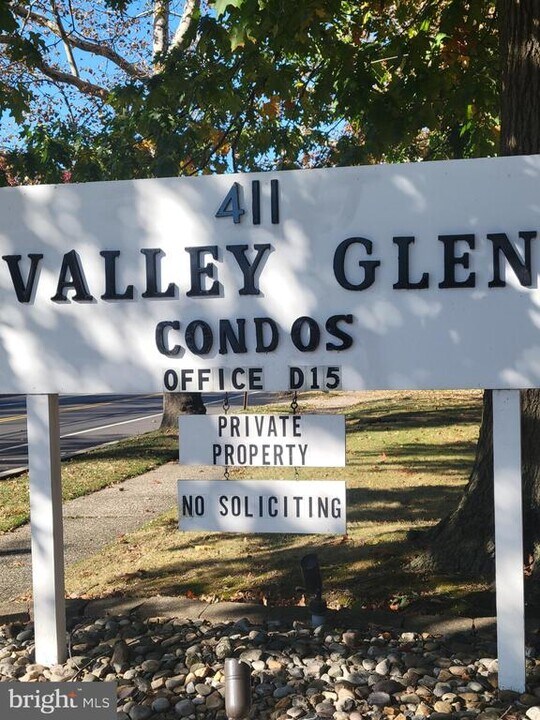 411
VALLEY GLEN
CONDOS
OFFICE D15
PRIVATE
PROPERTY
NO SOLICITING
bright MLS